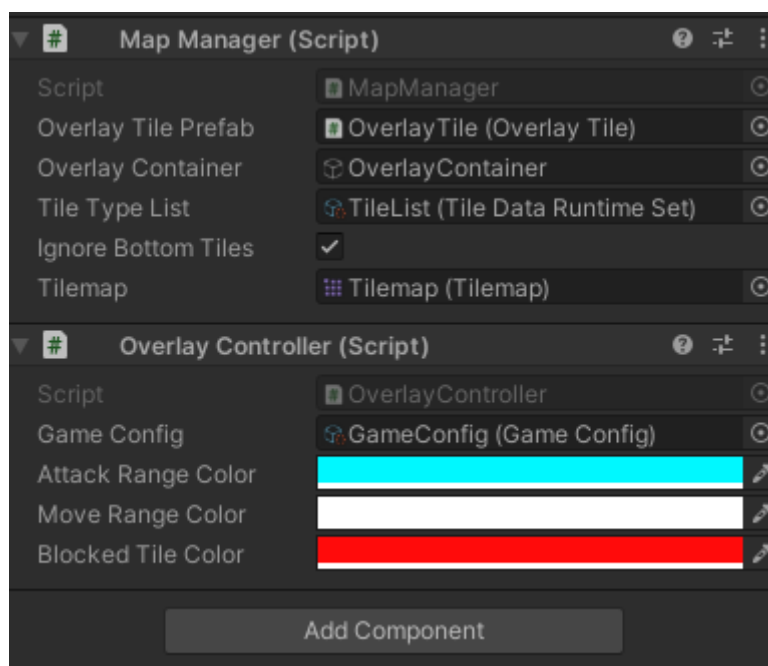 Map Manager (Script)
Script MapManager
Overlay Tile Prefab OverlayTile (Overlay Tile)
Overlay Container OverlayContainer
Tile Type List TileList (Tile Data Runtime Set)
Ignore Bottom Tiles
Tilemap Tilemap (Tilemap)
Overlay Controller (Script)
Script OverlayController
Game Config GameConfig (Game Config)
Attack Range Color
Move Range Color
Blocked Tile Color
Add Component